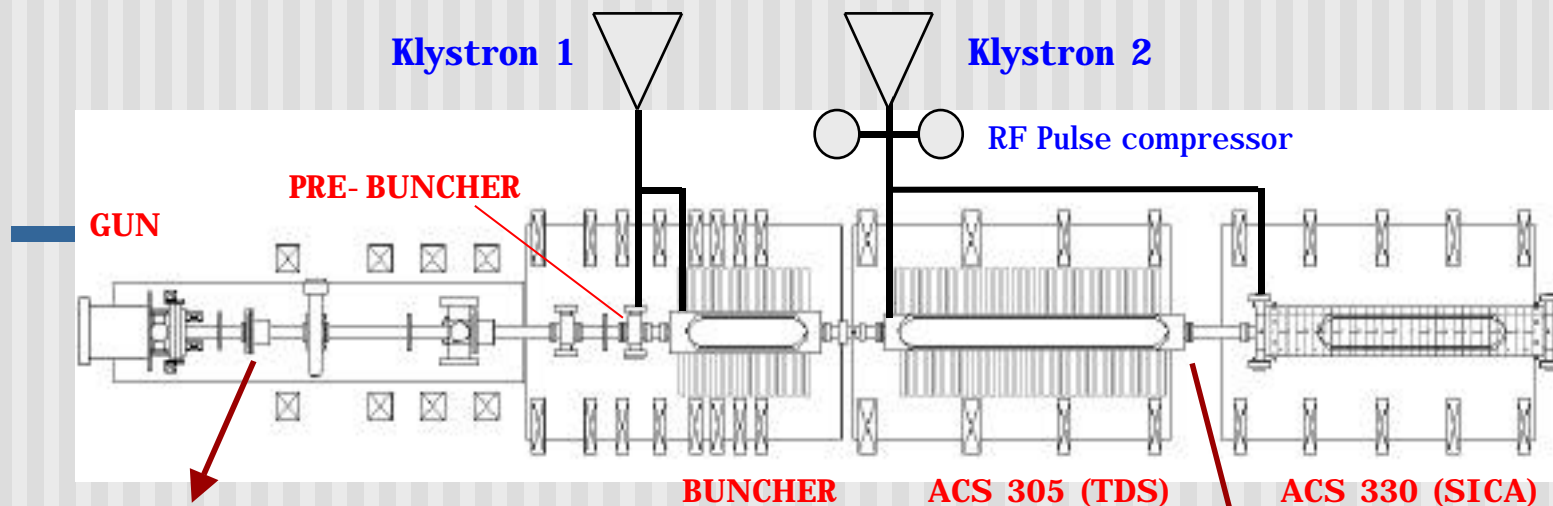 Klystron 1
Klystron 2
RF Pulse compressor
PRE- BUNCHER
GUN
BUNCHER
ACS 305 (TDS)
ACS 330 (SICA)